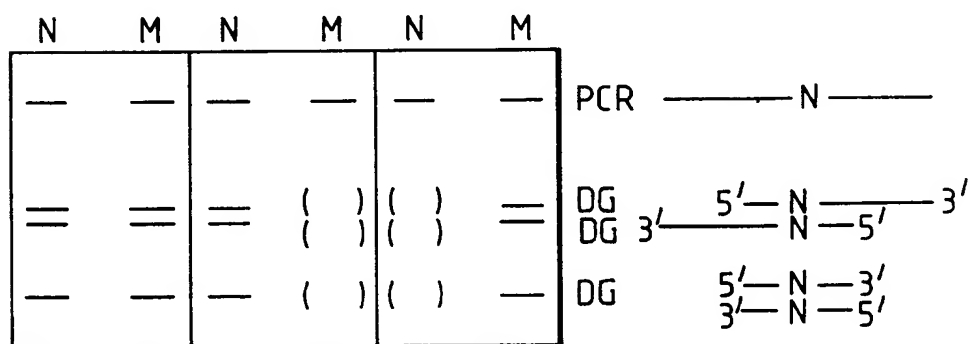 N M N M N M
PCR N
( ) ( ) DG 5' N 3'
( ) ( ) DG 3' N 5'
( ) ( ) DG 5' N 3'
3' N 5'